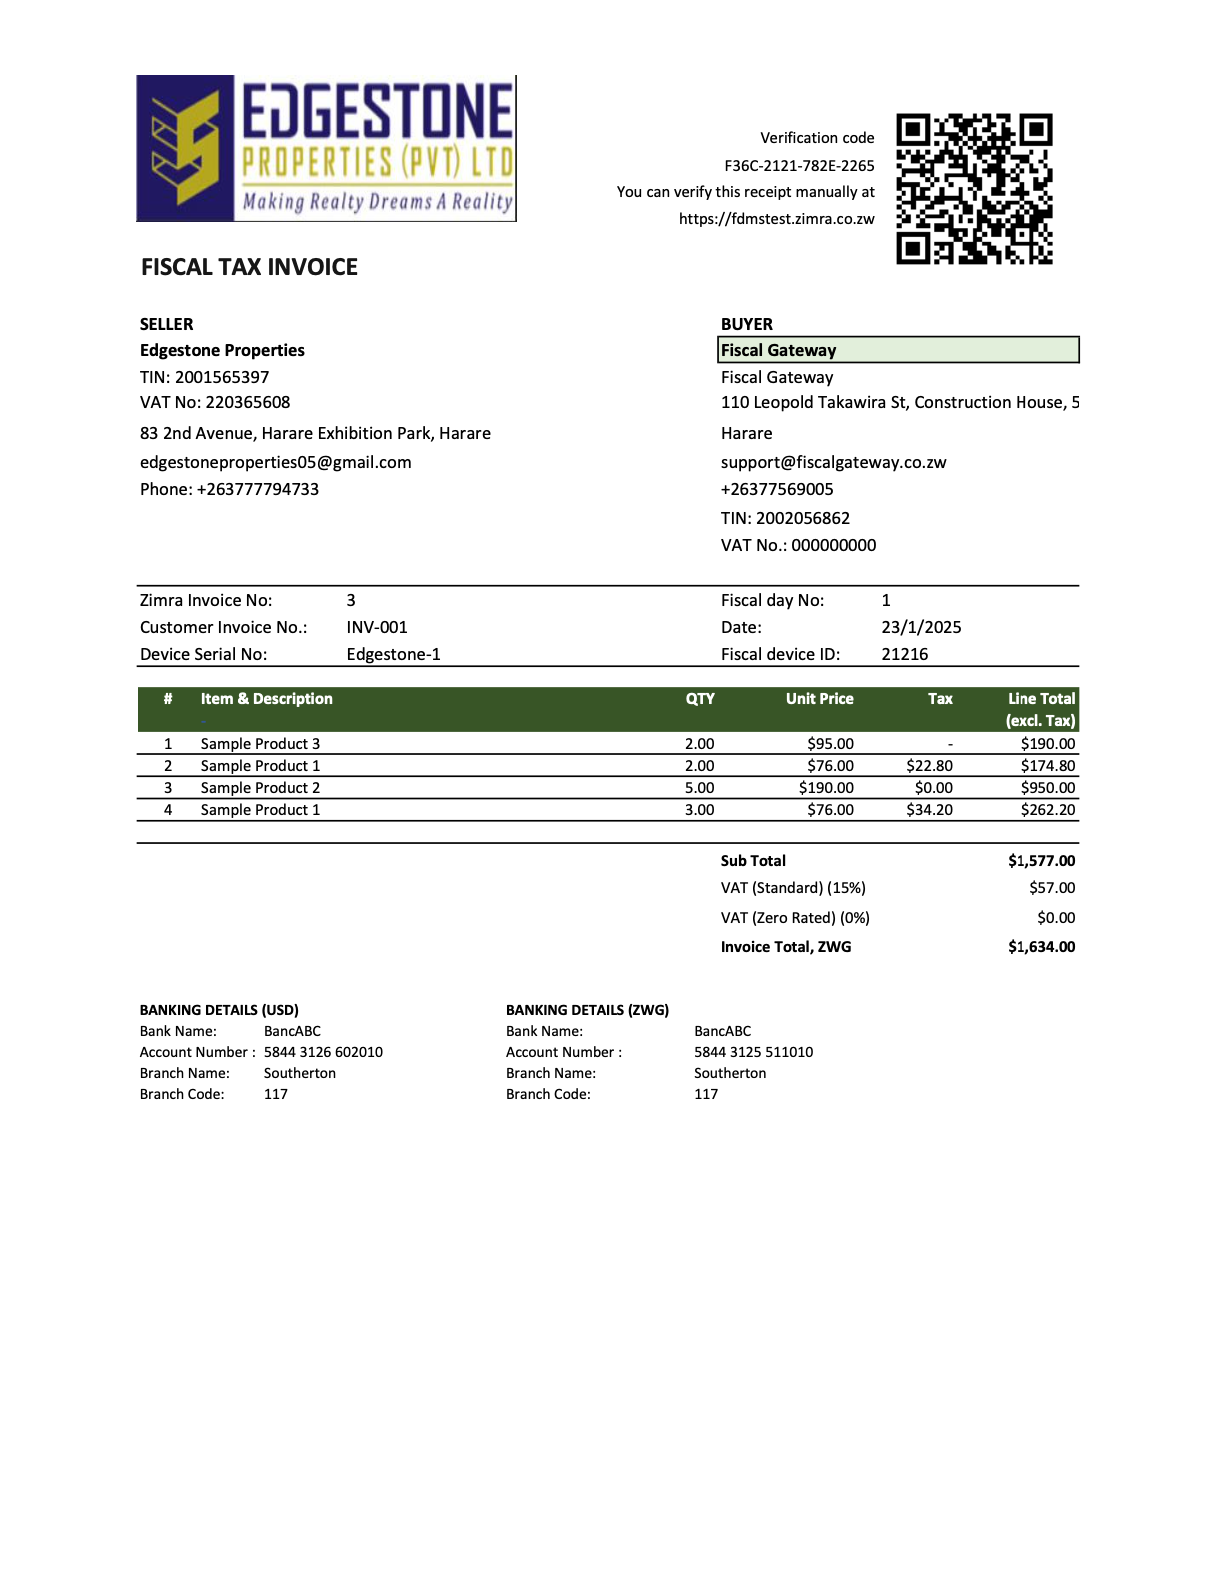 EDGESTONE
PROPERTIES (PVT) LTD
Making Realty Dreams A Reality
Verification code
F36C-2121-782E-2265
You can verify this receipt manually at
https://fdmstest.zimra.co.zw
FISCAL TAX INVOICE
SELLER
Edgestone Properties
TIN: 2001565397
VAT No: 220365608
83 2nd Avenue, Harare Exhibition Park, Harare
edgestoneproperties05@gmail.com
Phone: +263777794733
BUYER
Fiscal Gateway
Fiscal Gateway
110 Leopold Takawira St, Construction House, 5
Harare
support@fiscalgateway.co.zw
+26377569005
TIN: 2002056862
VAT No.: 000000000
Zimra Invoice No: 3 Fiscal day No: 1
Customer Invoice No.: INV-001 Date: 23/1/2025
Device Serial No: Edgestone-1 Fiscal device ID: 21216
# Item & Description QTY Unit Price Tax Line Total
- (excl. Tax)
1 Sample Product 3 2.00 $95.00 - $190.00
2 Sample Product 1 2.00 $76.00 $22.80 $174.80
3 Sample Product 2 5.00 $190.00 $0.00 $950.00
4 Sample Product 1 3.00 $76.00 $34.20 $262.20
Sub Total $1,577.00
VAT (Standard) (15%) $57.00
VAT (Zero Rated) (0%) $0.00
Invoice Total, ZWG $1,634.00
BANKING DETAILS (USD)
Bank Name: BancABC
Account Number : 5844 3126 602010
Branch Name: Southerton
Branch Code: 117
BANKING DETAILS (ZWG)
Bank Name: BancABC
Account Number : 5844 3125 511010
Branch Name: Southerton
Branch Code: 117